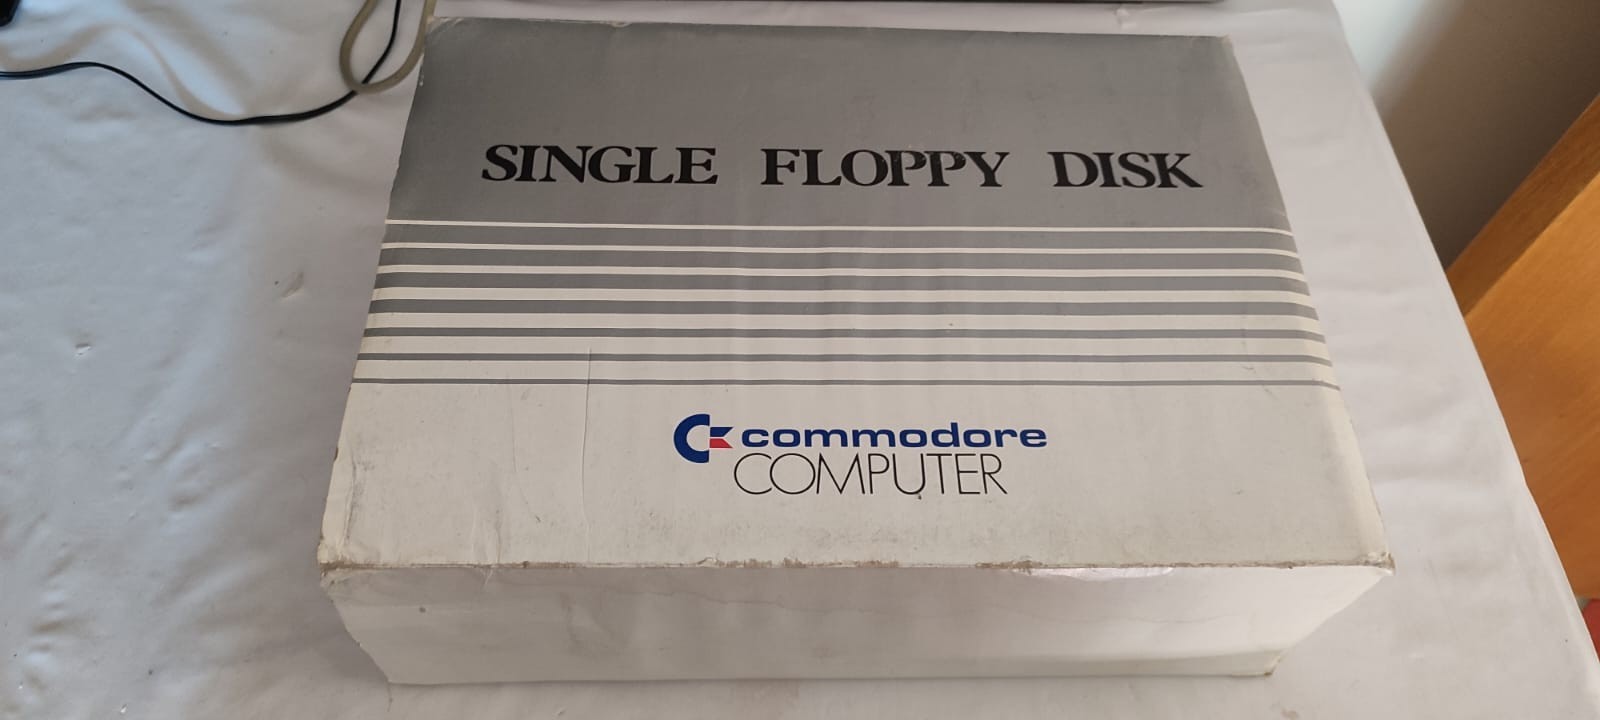 SINGLE FLOPPY DISK
commodore
COMPUTER